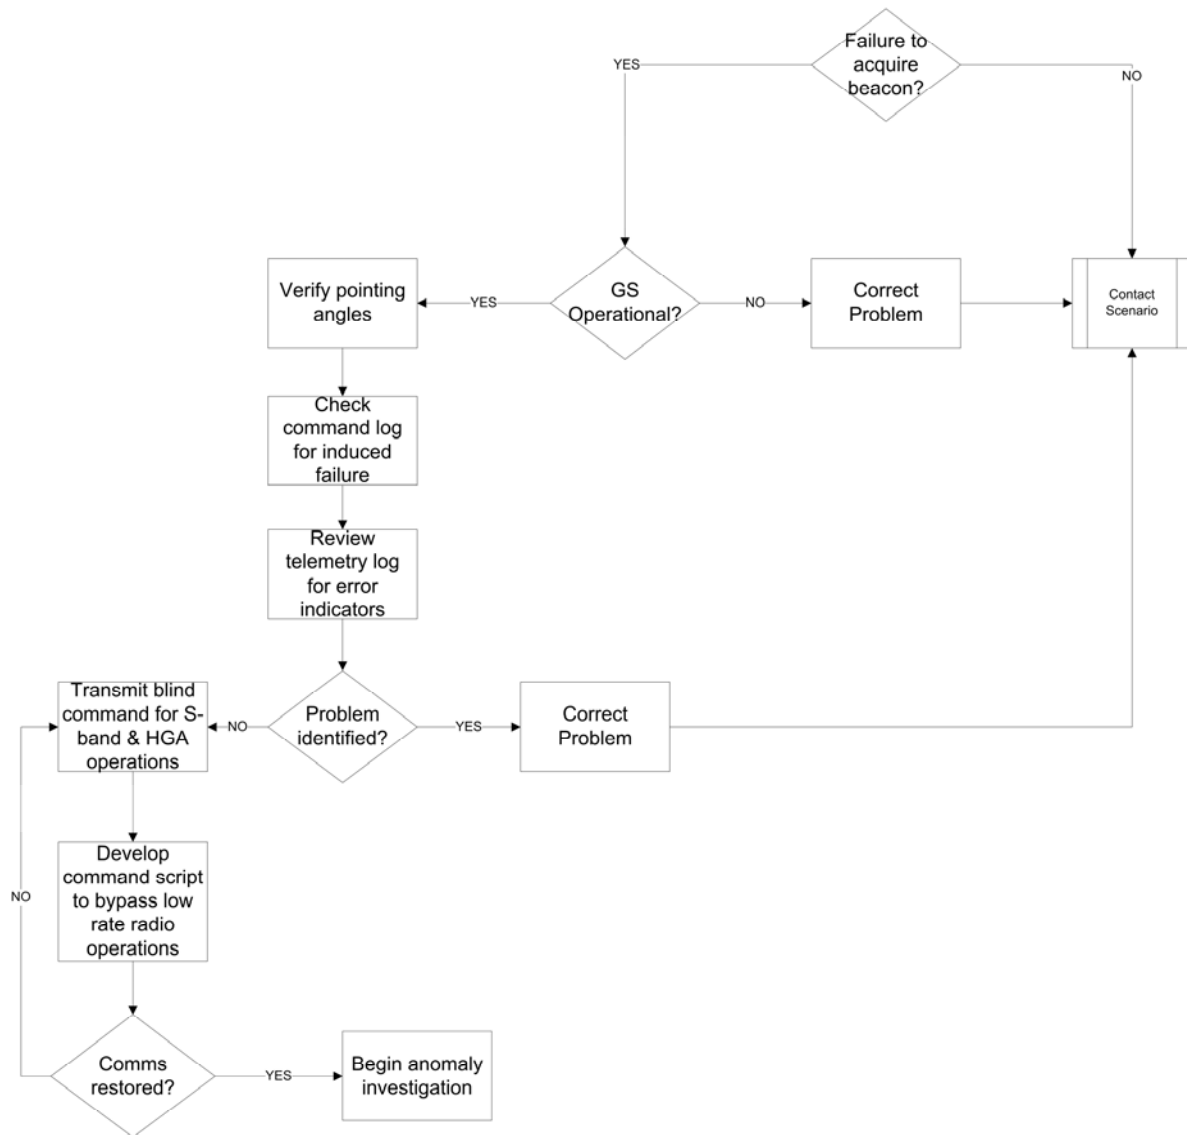 Failure to
acquire
beacon?
YES
NO
Verify pointing
angles
YES
GS
Operational?
NO
Correct
Problem
Contact
Scenario
Check
command log
for induced
failure
Review
telemetry log
for error
indicators
Transmit blind
command for S-
band & HGA
operations
NO
Problem
identified?
YES
Correct
Problem
Develop
command script
to bypass low
rate radio
operations
NO
Comms
restored?
YES
Begin anomaly
investigation